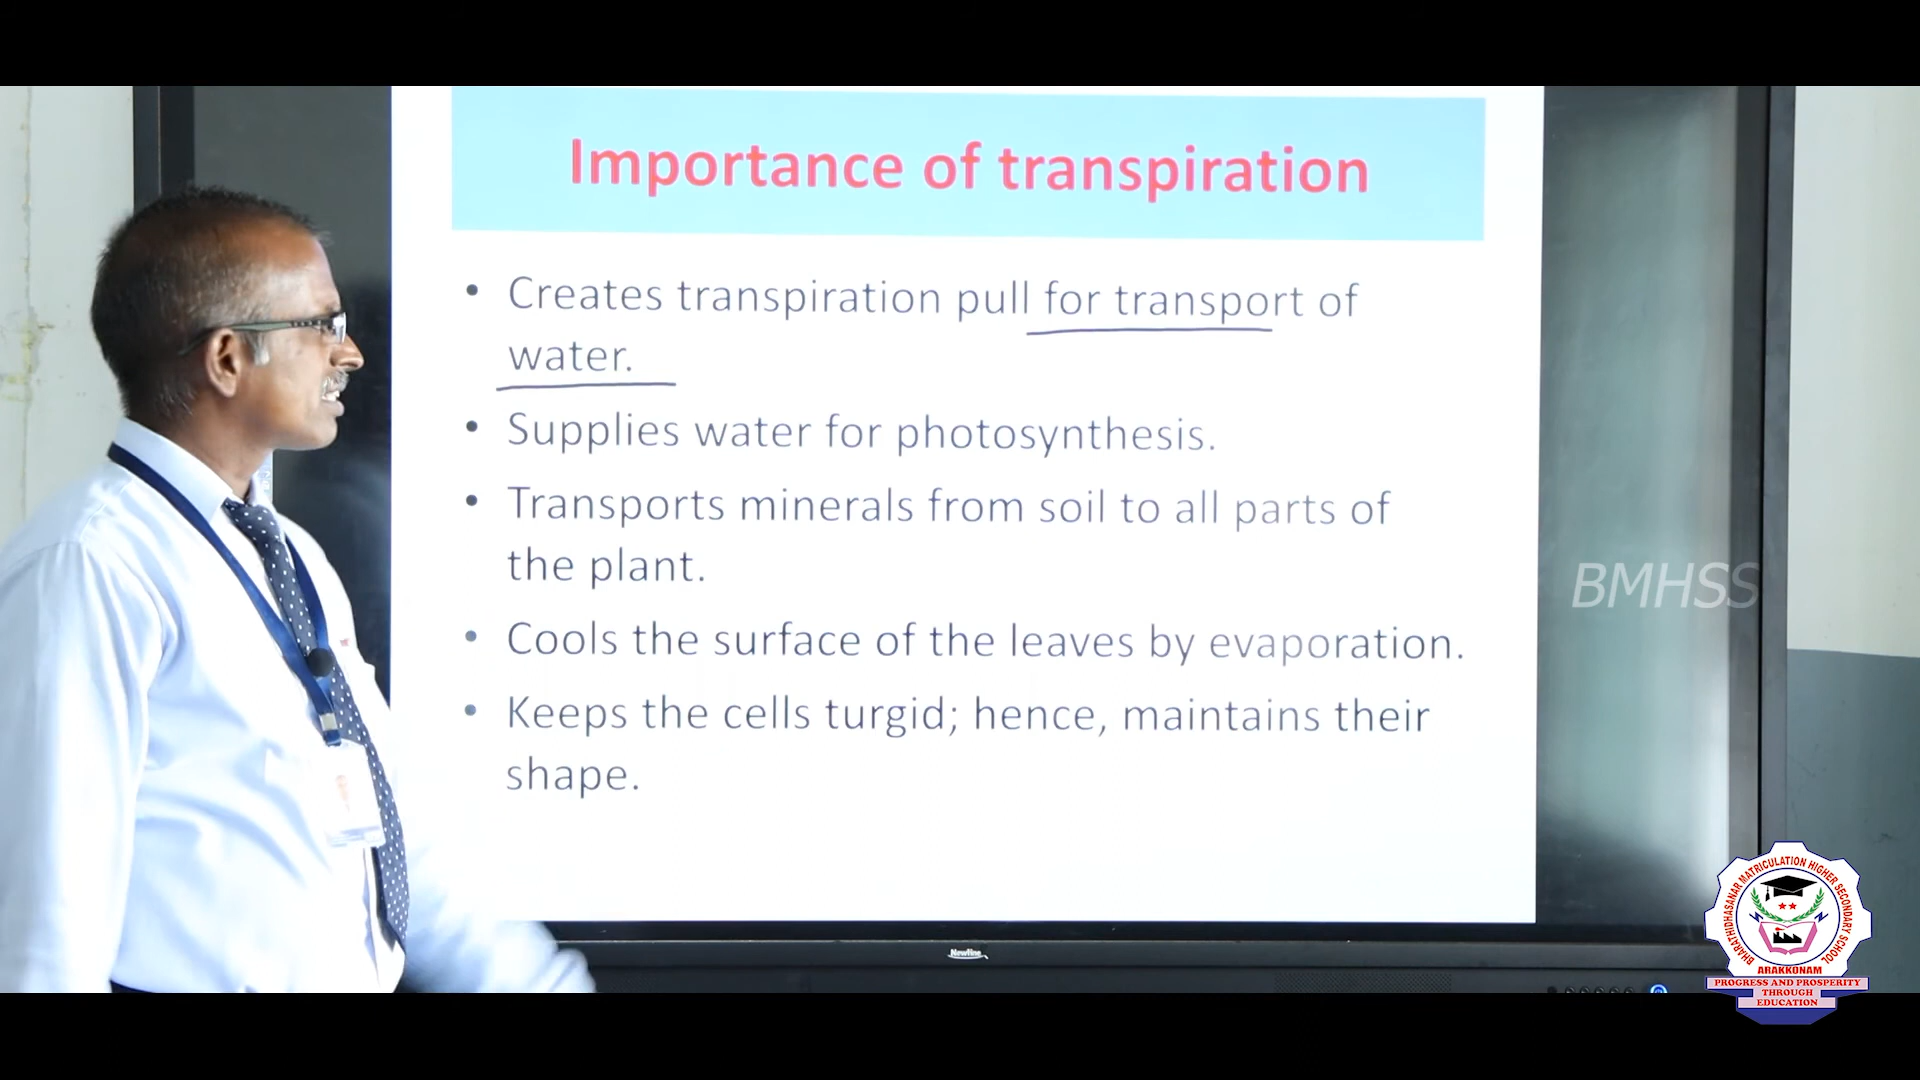 Importance of transpiration
• Creates transpiration pull for transport of
water.
• Supplies water for photosynthesis.
• Transports minerals from soil to all parts of
the plant.
• Cools the surface of the leaves by evaporation.
• Keeps the cells turgid; hence, maintains their
shape.
BMHSS
Newline
BHARATHIDHASANAR MATRICULATION HIGHER SECONDARY SCHOOL
ARAKKONAM
PROGRESS AND PROSPERITY
THROUGH
EDUCATION